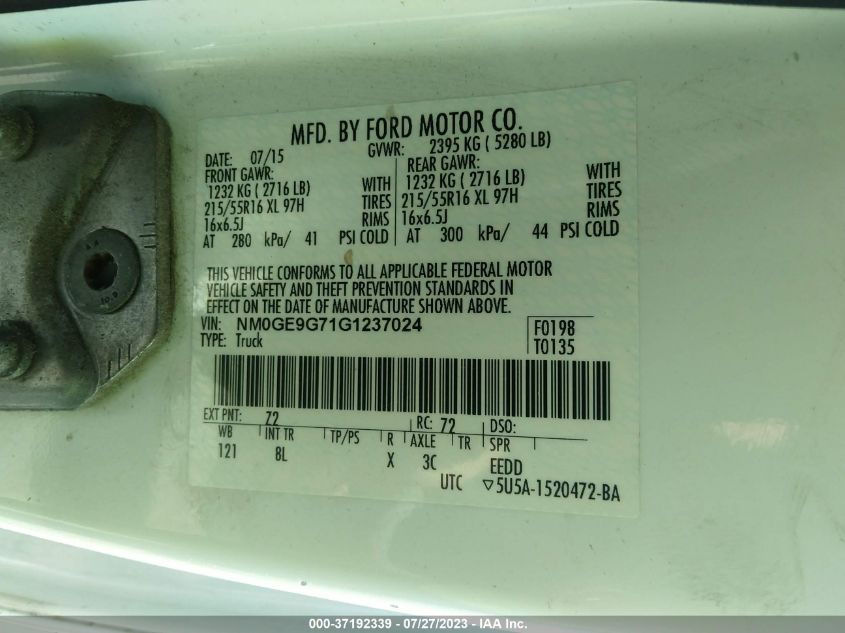 MFD. BY FORD MOTOR CO.
DATE: 07/15 GVWR: 2395 KG ( 5280 LB)
FRONT GAWR: REAR GAWR:
1232 KG ( 2716 LB) WITH 1232 KG ( 2716 LB) WITH
215/55R16 XL 97H TIRES 215/55R16 XL 97H TIRES
16x6.5J RIMS 16x6.5J RIMS
AT 280 kPa/ 41 PSI COLD AT 300 kPa/ 44 PSI COLD
THIS VEHICLE CONFORMS TO ALL APPLICABLE FEDERAL MOTOR
VEHICLE SAFETY AND THEFT PREVENTION STANDARDS IN
EFFECT ON THE DATE OF MANUFACTURE SHOWN ABOVE.
VIN: NM0GE9G71G1237024 F0198
TYPE: Truck T0135
EXT PNT: Z2 RC: 72 DSO:
WB INT TR TP/PS R AXLE TR SPR
121 8L X 3C EEDD
UTC ▽5U5A-1520472-BA
10.9
000-37192339 - 07/27/2023 - IAA Inc.